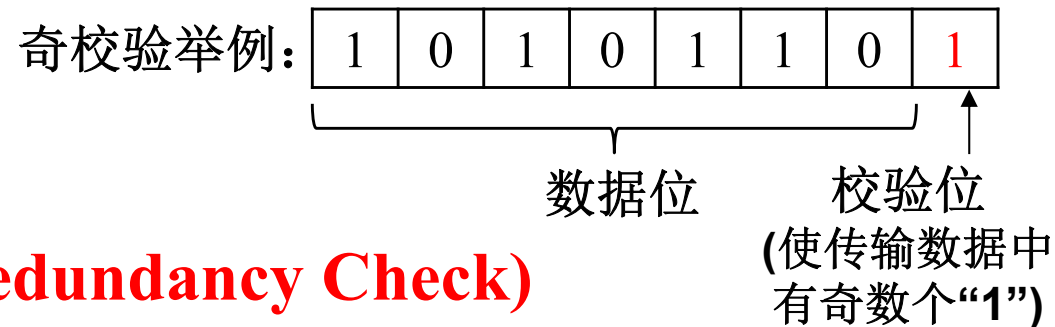 奇校验举例： 1 0 1 0 1 1 0 1
数据位 校验位
(使传输数据中
edundancy Check)
有奇数个“1”)